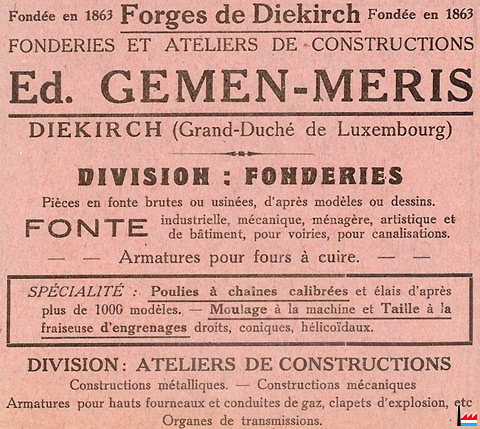 Fondée en 1863 Forges de Diekirch Fondée en 1863
FONDERIES ET ATELIERS DE CONSTRUCTIONS
Ed. GEMEN-MERIS
DIEKIRCH (Grand-Duché de Luxembourg)
DIVISION : FONDERIES
Pièces en fonte brutes ou usinées, d'après modèles ou dessins.
FONTE industrielle, mécanique, ménagère, artistique et
de bâtiment, pour voiries, pour canalisations.
— — Armatures pour fours à cuire. — —
SPÉCIALITÉ : Poulies à chaînes calibrées et élais d'après
plus de 1000 modèles. — Moulage à la machine et Taille à la
fraiseuse d'engrenages droits, coniques, hélicoïdaux.
DIVISION : ATELIERS DE CONSTRUCTIONS
Constructions métalliques. — Constructions mécaniques
Armatures pour hauts fourneaux et conduites de gaz, clapets d'explosion, etc
Organes de transmissions.